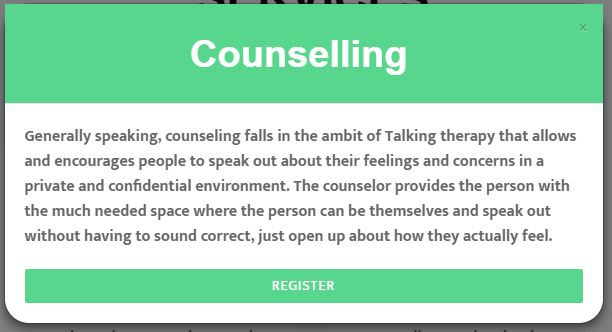 Counselling
×
Generally speaking, counseling falls in the ambit of Talking therapy that allows
and encourages people to speak out about their feelings and concerns in a
private and confidential environment. The counselor provides the person with
the much needed space where the person can be themselves and speak out
without having to sound correct, just open up about how they actually feel.
REGISTER